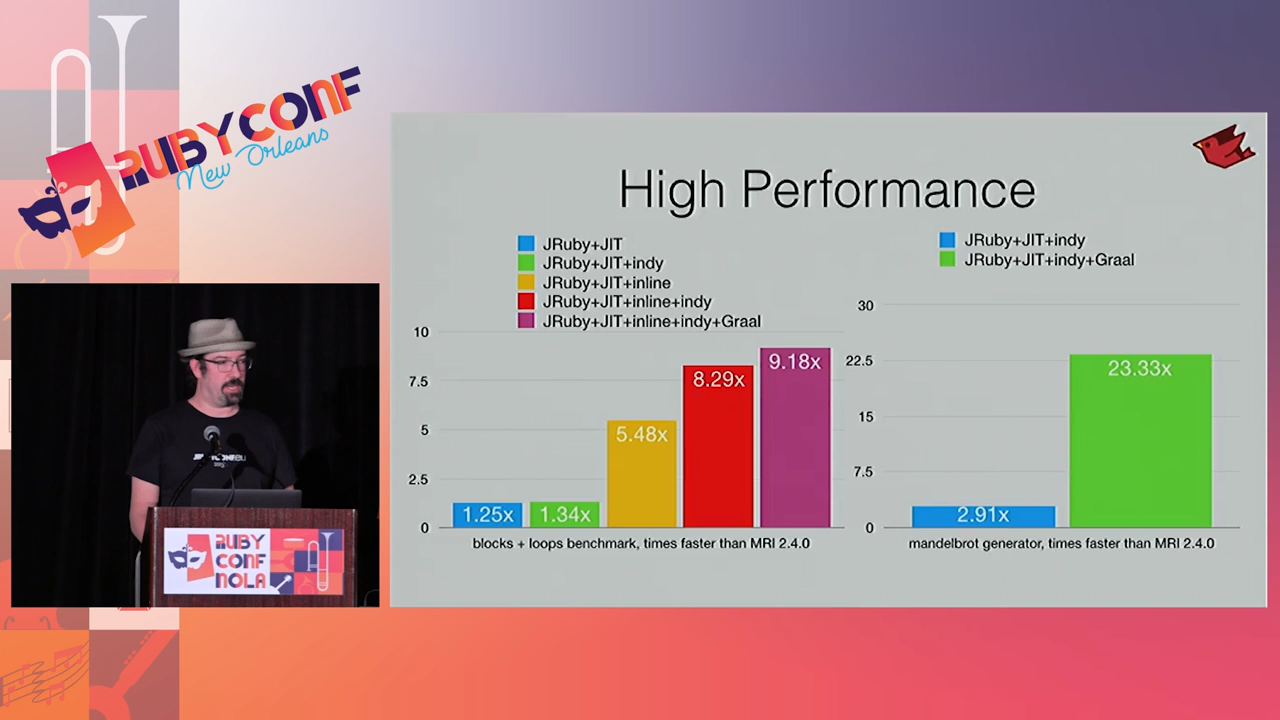 RUBYCONF
New Orleans
High Performance
JRuby+JIT
JRuby+JIT+indy
JRuby+JIT+inline
JRuby+JIT+inline+indy
JRuby+JIT+inline+indy+Graal
10
7.5
5
2.5
0
1.25x
1.34x
5.48x
8.29x
9.18x
blocks + loops benchmark, times faster than MRI 2.4.0
JRuby+JIT+indy
JRuby+JIT+indy+Graal
30
22.5
15
7.5
0
2.91x
23.33x
mandelbrot generator, times faster than MRI 2.4.0
RUBY
CONF
NOLA